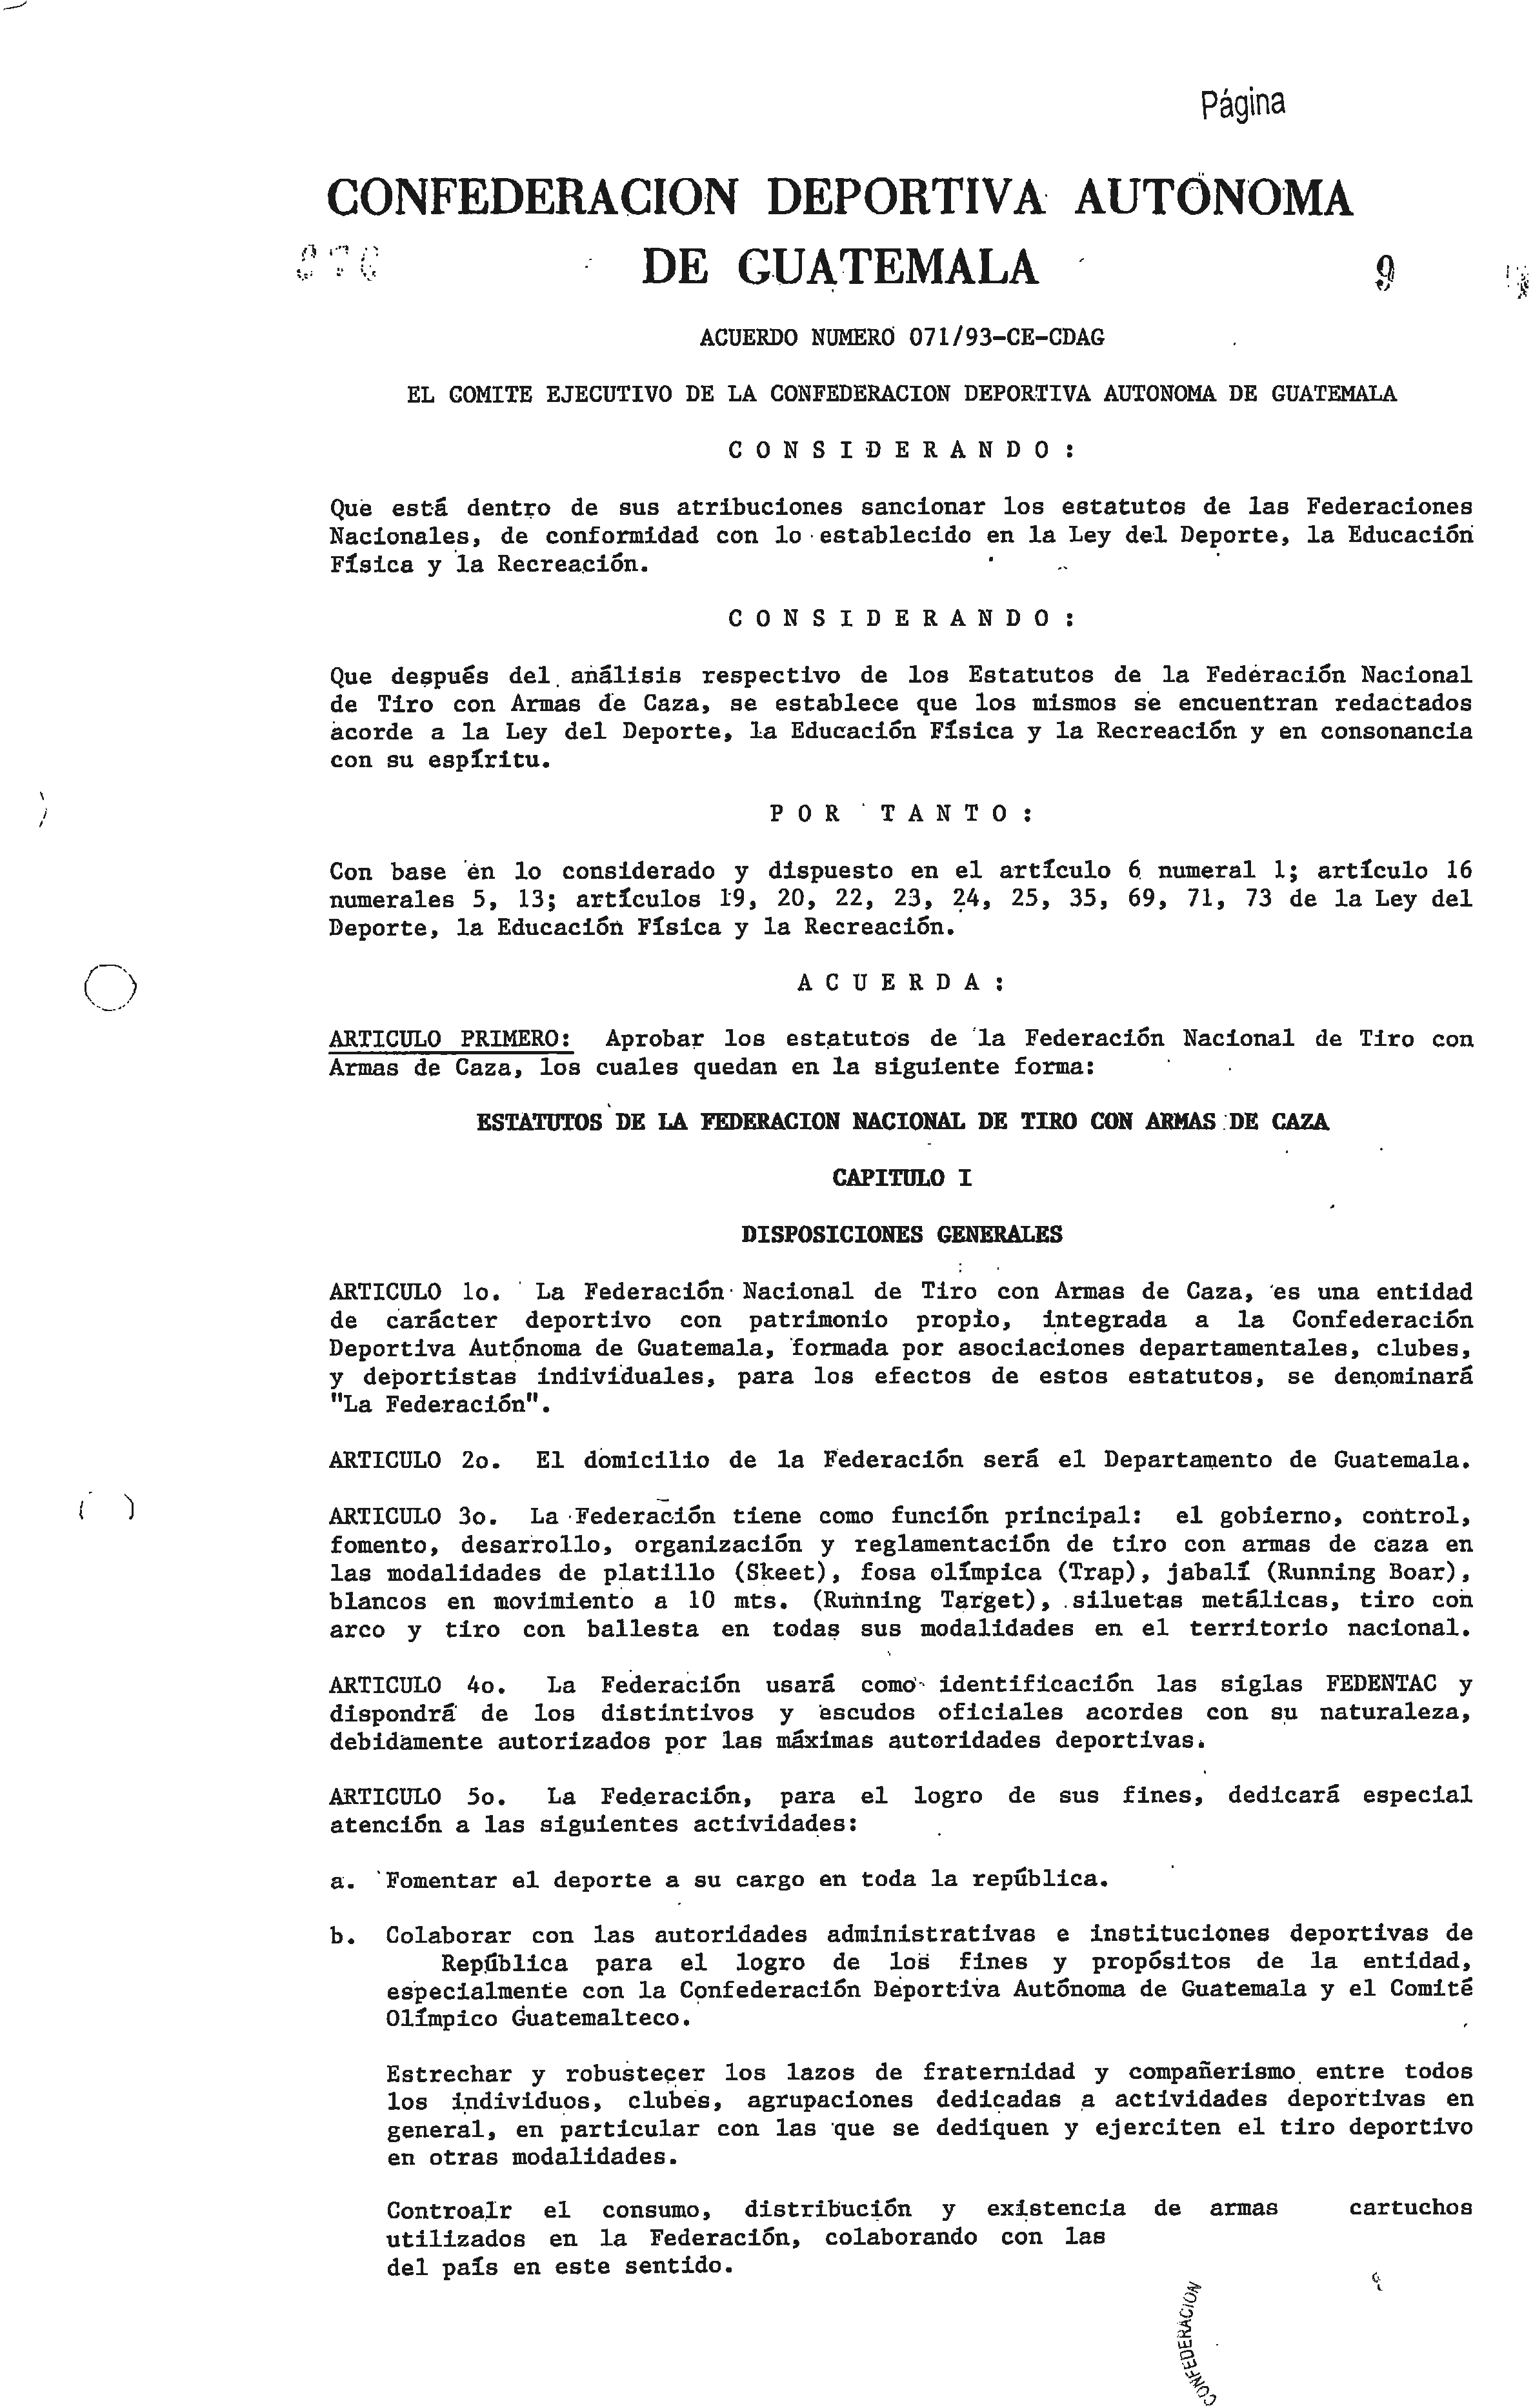 Página
CONFEDERACION DEPORTIVA AUTONOMA
DE GUATEMALA
9
ACUERDO NUMERO 071/93-CE-CDAG
EL COMITE EJECUTIVO DE LA CONFEDERACION DEPORTIVA AUTONOMA DE GUATEMALA
C O N S I D E R A N D O :
Que está dentro de sus atribuciones sancionar los estatutos de las Federaciones
Nacionales, de conformidad con lo establecido en la Ley del Deporte, la Educación
Física y la Recreación.
C O N S I D E R A N D O :
Que después del análisis respectivo de los Estatutos de la Federación Nacional
de Tiro con Armas de Caza, se establece que los mismos se encuentran redactados
acorde a la Ley del Deporte, la Educación Física y la Recreación y en consonancia
con su espíritu.
P O R T A N T O :
Con base en lo considerado y dispuesto en el artículo 6 numeral 1; artículo 16
numerales 5, 13; artículos 19, 20, 22, 23, 24, 25, 35, 69, 71, 73 de la Ley del
Deporte, la Educación Física y la Recreación.
A C U E R D A :
ARTICULO PRIMERO: Aprobar los estatutos de la Federación Nacional de Tiro con
Armas de Caza, los cuales quedan en la siguiente forma:
ESTATUTOS DE LA FEDERACION NACIONAL DE TIRO CON ARMAS DE CAZA
CAPITULO I
DISPOSICIONES GENERALES
ARTICULO 1o. La Federación Nacional de Tiro con Armas de Caza, es una entidad
de carácter deportivo con patrimonio propio, integrada a la Confederación
Deportiva Autónoma de Guatemala, formada por asociaciones departamentales, clubes,
y deportistas individuales, para los efectos de estos estatutos, se denominará
"La Federación".
ARTICULO 2o. El domicilio de la Federación será el Departamento de Guatemala.
ARTICULO 3o. La Federación tiene como función principal: el gobierno, control,
fomento, desarrollo, organización y reglamentación de tiro con armas de caza en
las modalidades de platillo (Skeet), fosa olímpica (Trap), jabalí (Running Boar),
blancos en movimiento a 10 mts. (Running Target), siluetas metálicas, tiro con
arco y tiro con ballesta en todas sus modalidades en el territorio nacional.
ARTICULO 4o. La Federación usará como identificación las siglas FEDENTAC y
dispondrá de los distintivos y escudos oficiales acordes con su naturaleza,
debidamente autorizados por las máximas autoridades deportivas.
ARTICULO 5o. La Federación, para el logro de sus fines, dedicará especial
atención a las siguientes actividades:
a. Fomentar el deporte a su cargo en toda la república.
b. Colaborar con las autoridades administrativas e instituciones deportivas de
República para el logro de los fines y propósitos de la entidad,
especialmente con la Confederación Deportiva Autónoma de Guatemala y el Comité
Olímpico Guatemalteco.
Estrechar y robustecer los lazos de fraternidad y compañerismo entre todos
los individuos, clubes, agrupaciones dedicadas a actividades deportivas en
general, en particular con las que se dediquen y ejerciten el tiro deportivo
en otras modalidades.
Controalr el consumo, distribución y existencia de armas cartuchos
utilizados en la Federación, colaborando con las
del país en este sentido.
CONFEDERACION